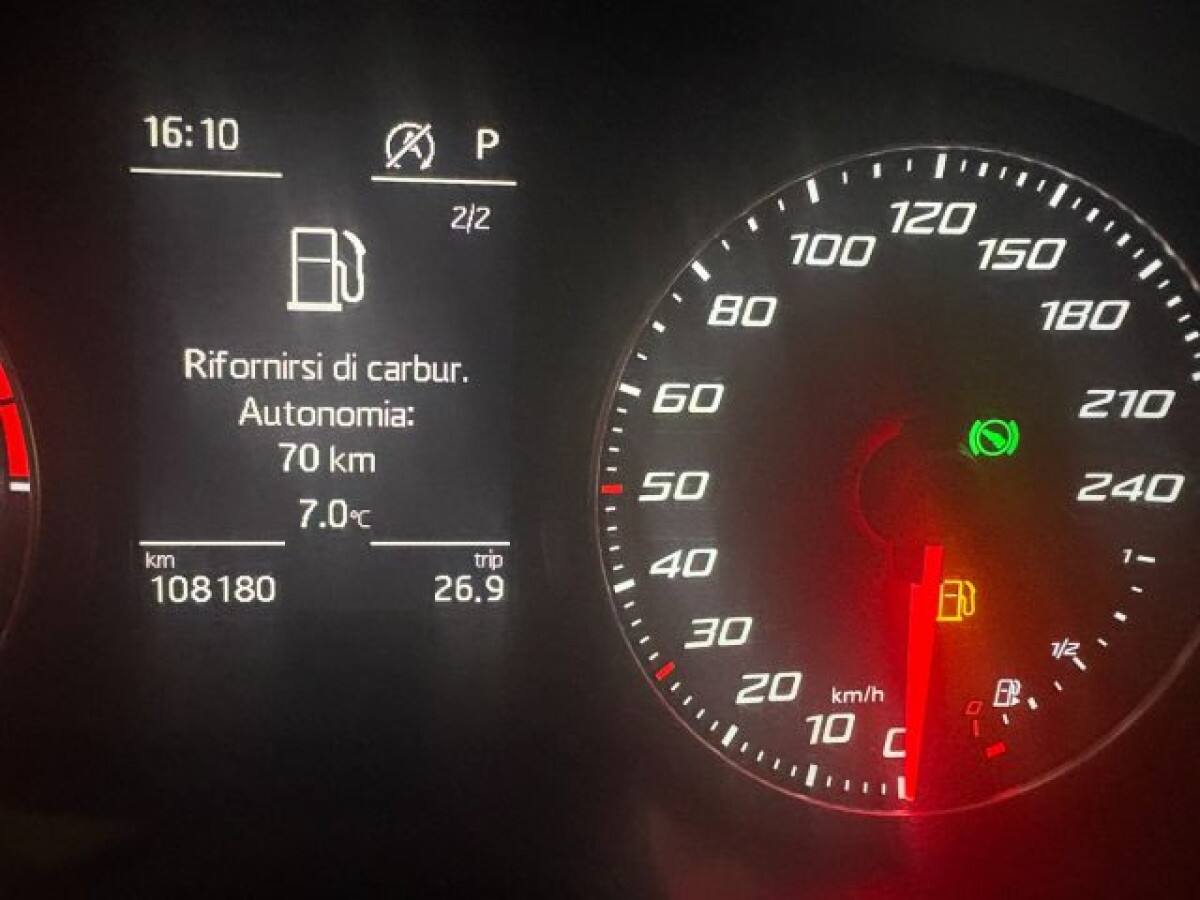 16:10 P
2/2
Rifornirsi di carbur.
Autonomia:
70 km
7.0°C
km trip
108180 26.9
120
100 150
80 180
60 210
50 240
40 1
30 1/2
20 km/h 0
10 0